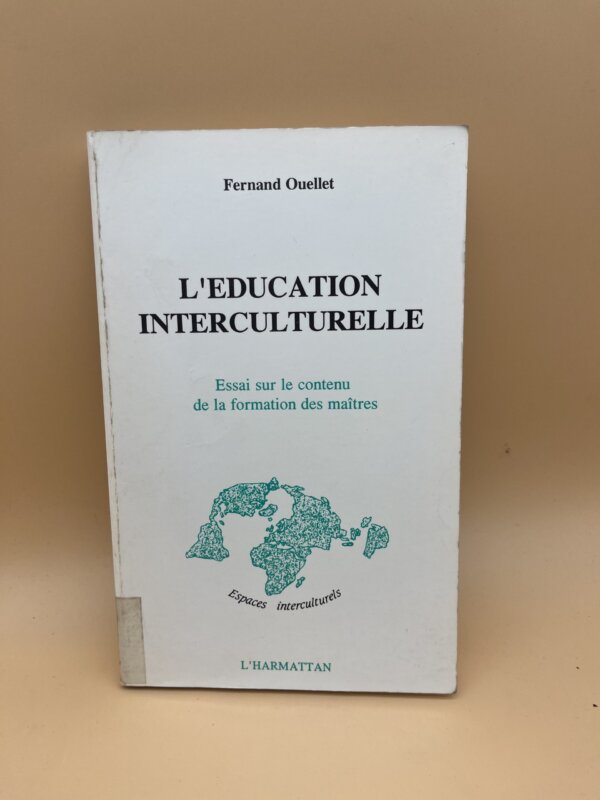 Fernand Ouellet
L'EDUCATION
INTERCULTURELLE
Essai sur le contenu
de la formation des maîtres
Espaces interculturels
L'HARMATTAN